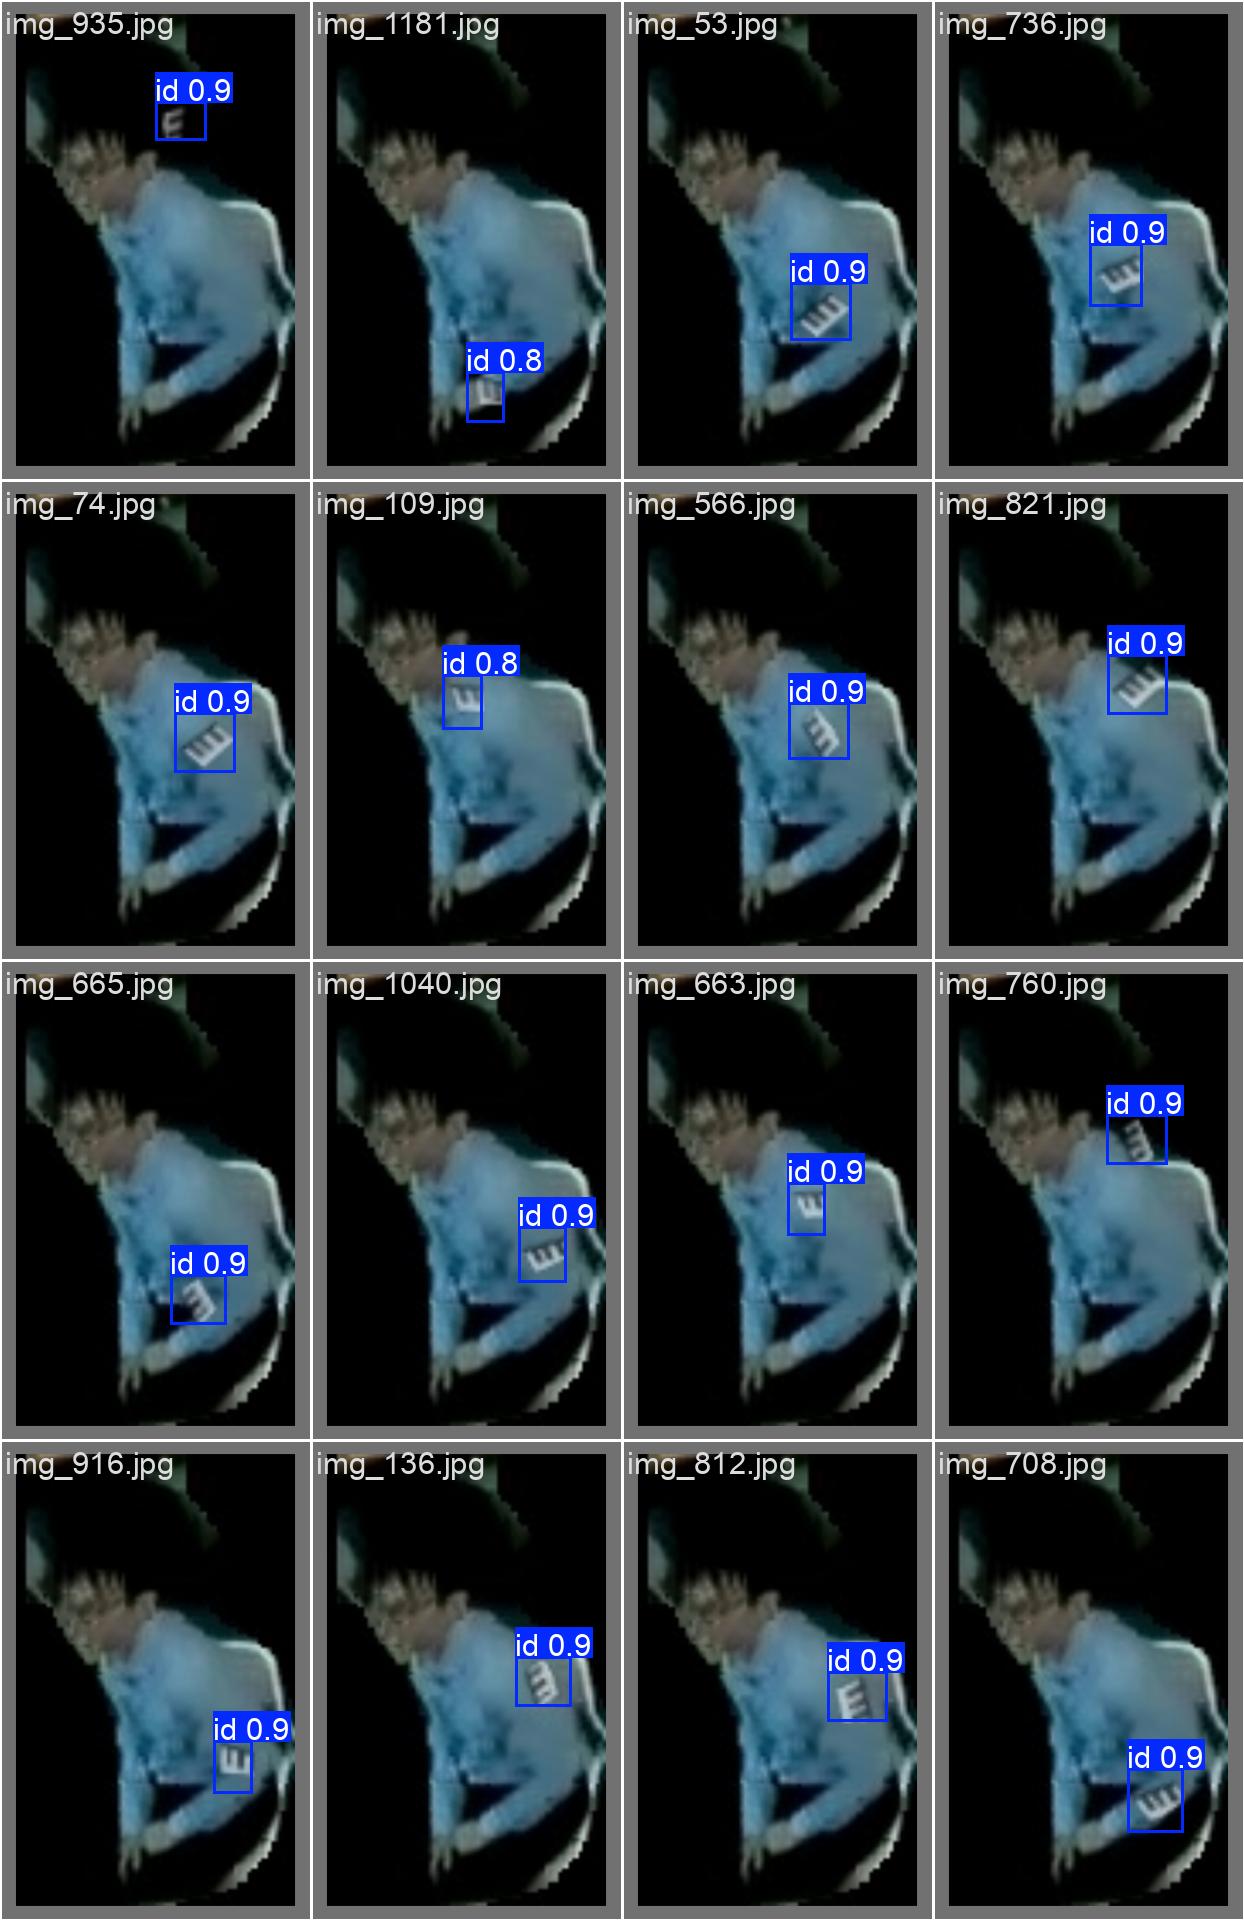 img_935.jpg img_1181.jpg img_53.jpg img_736.jpg
id 0.9 id 0.8 id 0.9 id 0.9
E E E E
img_74.jpg img_109.jpg img_566.jpg img_821.jpg
id 0.9 id 0.8 id 0.9 id 0.9
E E E E
img_665.jpg img_1040.jpg img_663.jpg img_760.jpg
id 0.9 id 0.9 id 0.9 id 0.9
E E E E
img_916.jpg img_136.jpg img_812.jpg img_708.jpg
id 0.9 id 0.9 id 0.9 id 0.9
E E E E